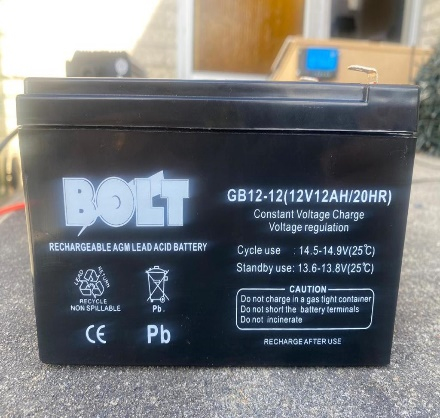 BOLT
RECHARGEABLE AGM LEAD ACID BATTERY
LEAD RETURN
RECYCLE
NON SPILLABLE
Pb.
CE Pb
GB12-12(12V12AH/20HR)
Constant Voltage Charge
Voltage regulation
Cycle use : 14.5-14.9V(25℃)
Standby use: 13.6-13.8V(25℃)
CAUTION
Do not charge in a gas tight container
Do not short the battery terminals
Do not incinerate
RECHARGE AFTER USE